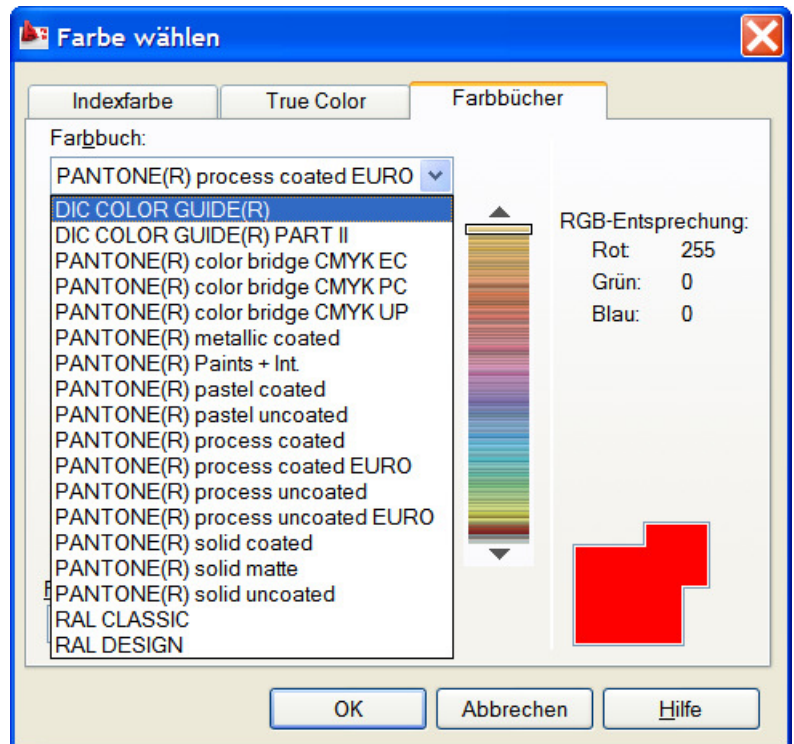 Farbe wählen
Indexfarbe
True Color
Farbbücher
Farbbuch:
PANTONE(R) process coated EURO
DIC COLOR GUIDE(R)
DIC COLOR GUIDE(R) PART II
PANTONE(R) color bridge CMYK EC
PANTONE(R) color bridge CMYK PC
PANTONE(R) color bridge CMYK UP
PANTONE(R) metallic coated
PANTONE(R) Paints + Int.
PANTONE(R) pastel coated
PANTONE(R) pastel uncoated
PANTONE(R) process coated
PANTONE(R) process coated EURO
PANTONE(R) process uncoated
PANTONE(R) process uncoated EURO
PANTONE(R) solid coated
PANTONE(R) solid matte
PANTONE(R) solid uncoated
RAL CLASSIC
RAL DESIGN
RGB-Entsprechung:
Rot: 255
Grün: 0
Blau: 0
OK
Abbrechen
Hilfe